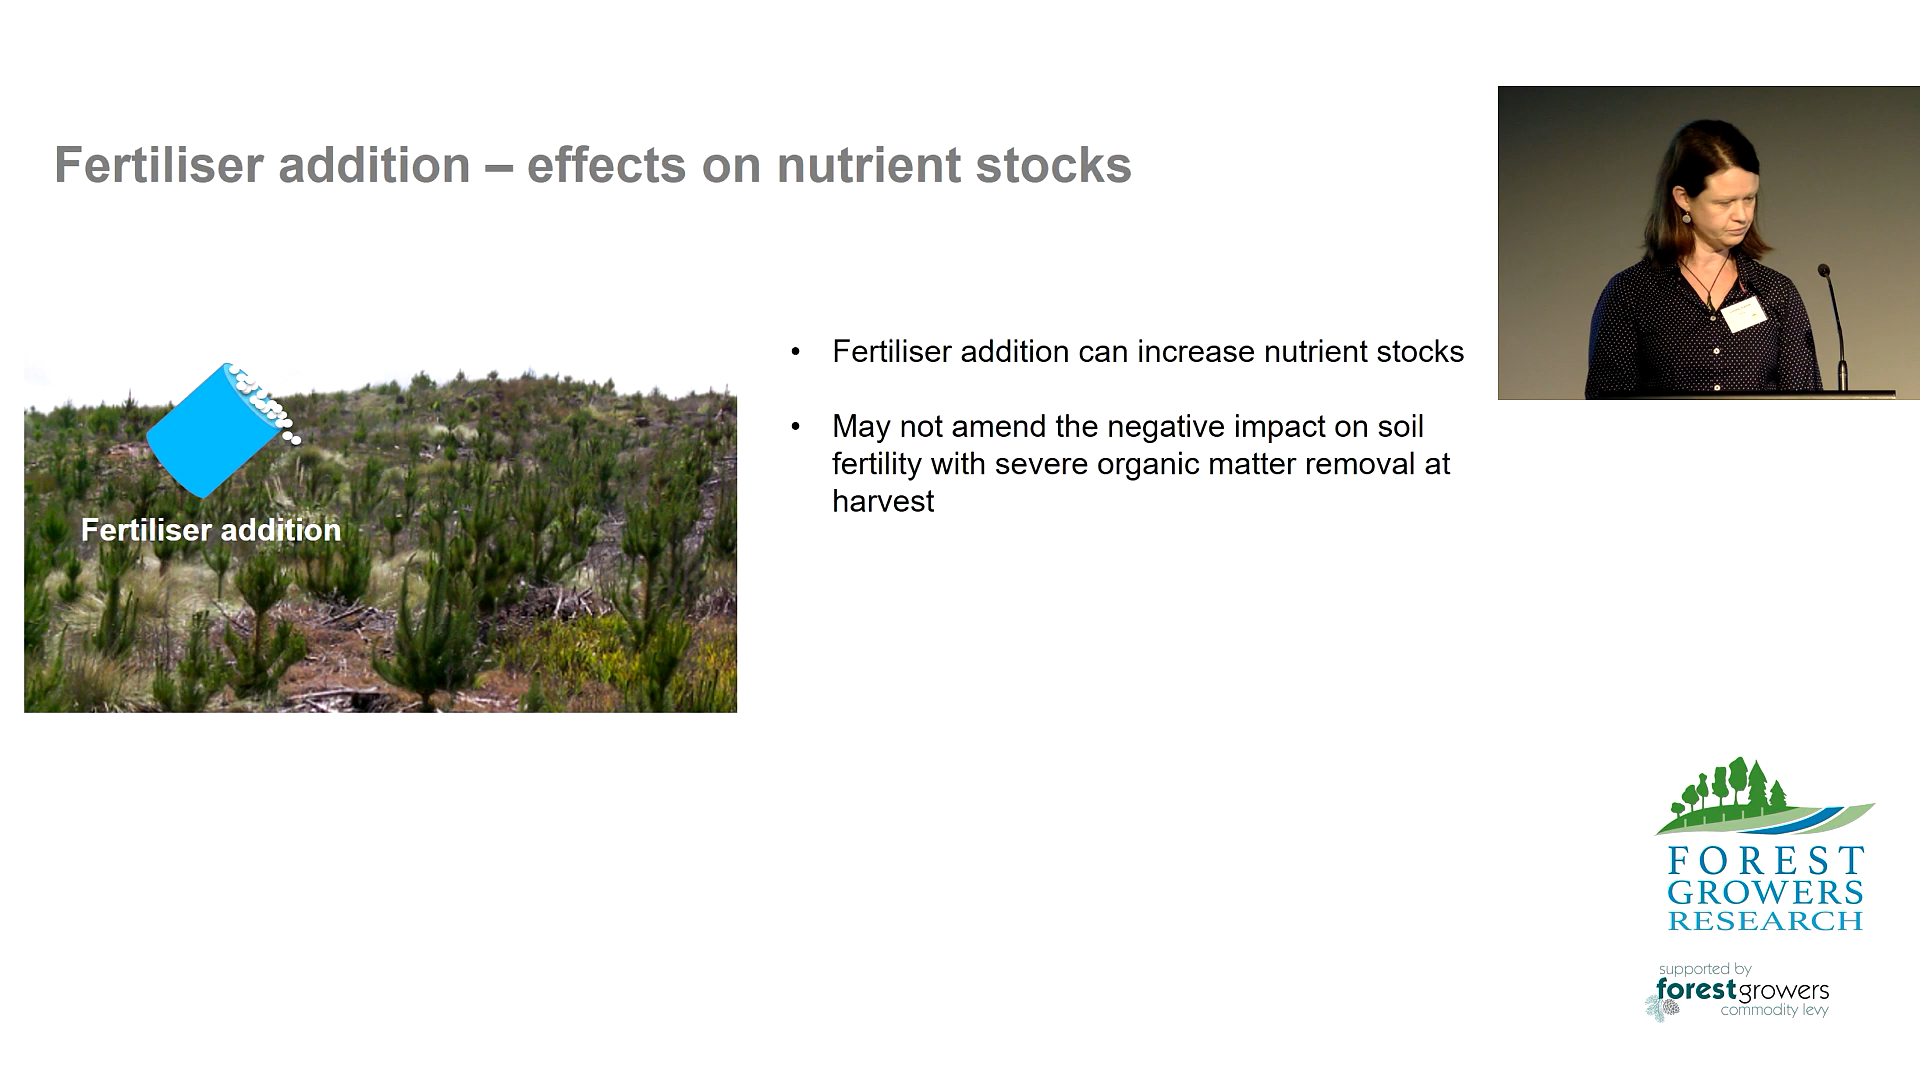 Fertiliser addition – effects on nutrient stocks
• Fertiliser addition can increase nutrient stocks
• May not amend the negative impact on soil
fertility with severe organic matter removal at
harvest
Fertiliser addition
FOREST
GROWERS
RESEARCH
supported by
forestgrowers
commodity levy